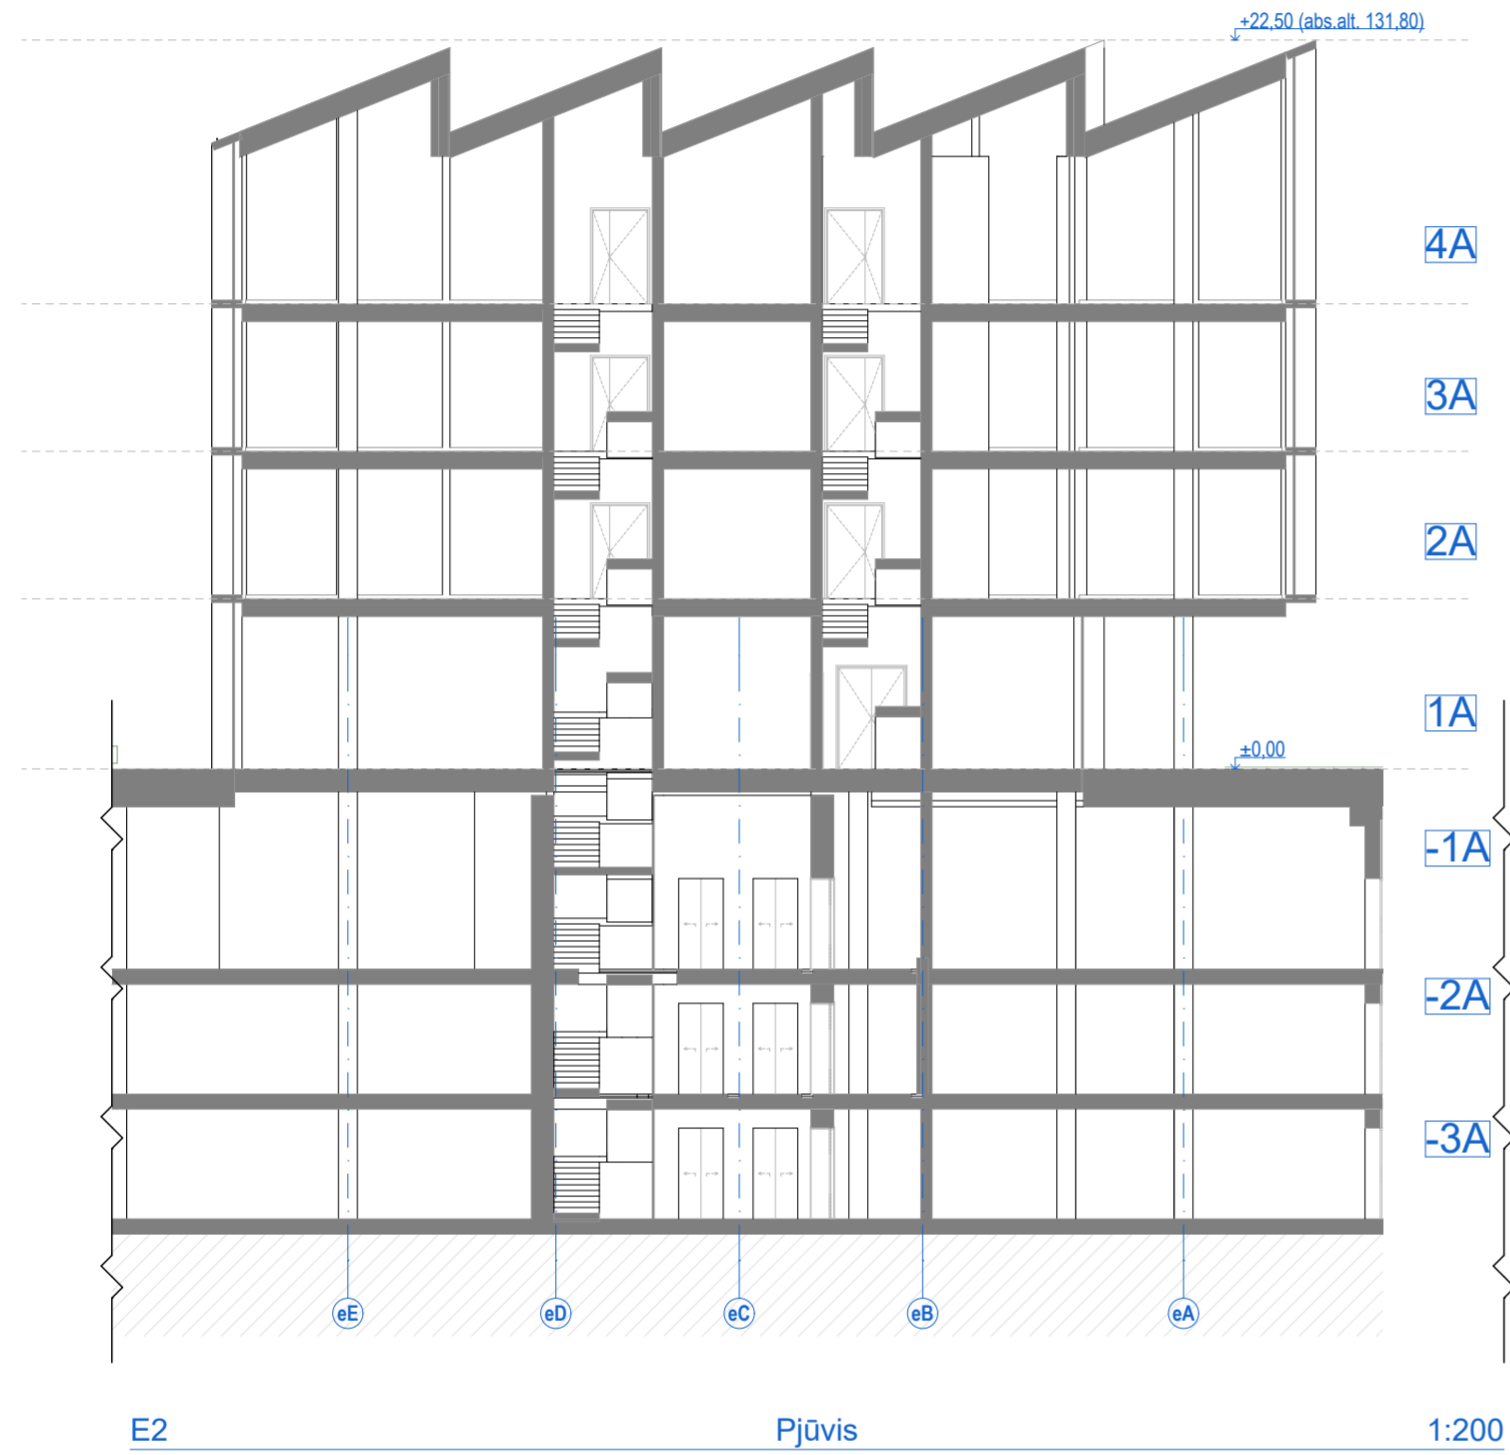 +22,50 (abs.alt. 131,80)
4A
3A
2A
1A
±0,00
-1A
-2A
-3A
eE eD eC eB eA
E2 Pjūvis 1:200